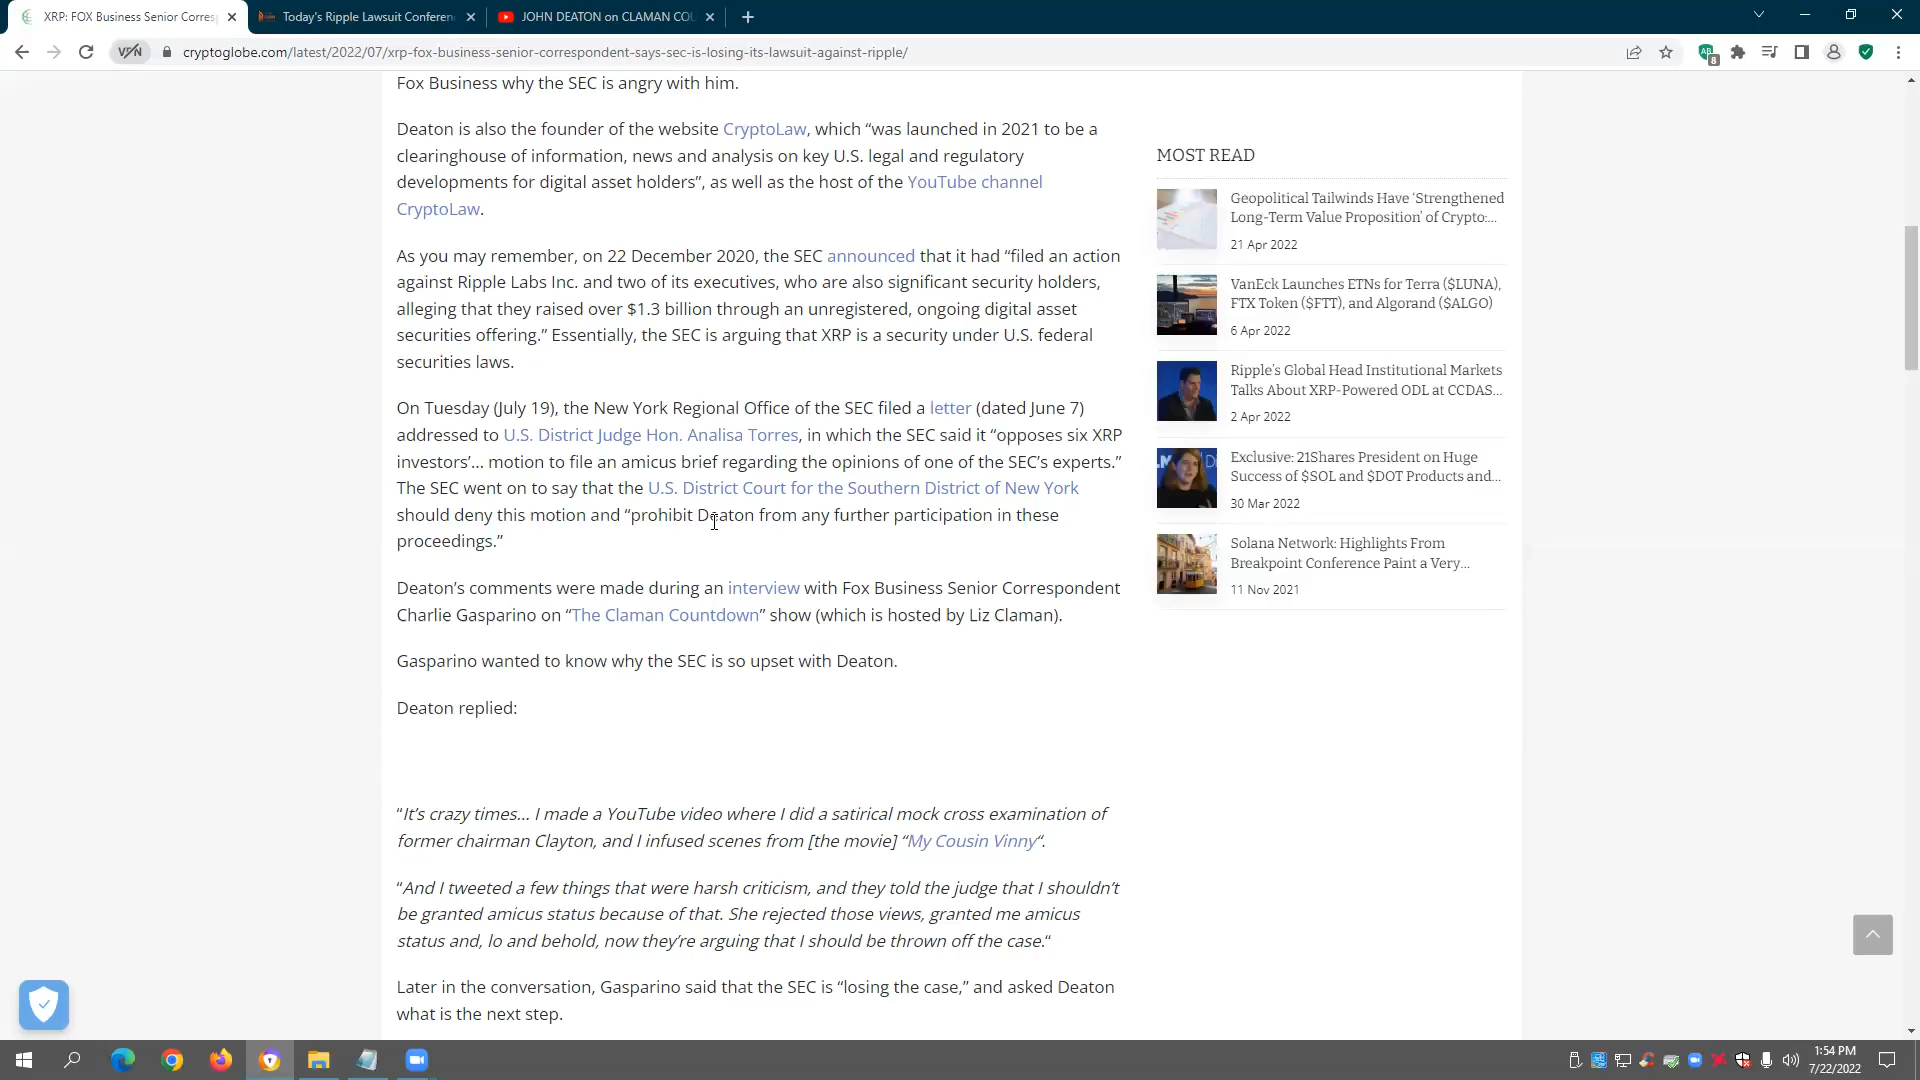 XRP: FOX Business Senior Corres
Today's Ripple Lawsuit Conferen
JOHN DEATON on CLAMAN COU
VPN
cryptoglobe.com/latest/2022/07/xrp-fox-business-senior-correspondent-says-sec-is-losing-its-lawsuit-against-ripple/
8
Fox Business why the SEC is angry with him.
Deaton is also the founder of the website CryptoLaw, which “was launched in 2021 to be a
clearinghouse of information, news and analysis on key U.S. legal and regulatory
developments for digital asset holders”, as well as the host of the YouTube channel
CryptoLaw.
As you may remember, on 22 December 2020, the SEC announced that it had “filed an action
against Ripple Labs Inc. and two of its executives, who are also significant security holders,
alleging that they raised over $1.3 billion through an unregistered, ongoing digital asset
securities offering.” Essentially, the SEC is arguing that XRP is a security under U.S. federal
securities laws.
On Tuesday (July 19), the New York Regional Office of the SEC filed a letter (dated June 7)
addressed to U.S. District Judge Hon. Analisa Torres, in which the SEC said it “opposes six XRP
investors’… motion to file an amicus brief regarding the opinions of one of the SEC’s experts.”
The SEC went on to say that the U.S. District Court for the Southern District of New York
should deny this motion and “prohibit Deaton from any further participation in these
proceedings.”
Deaton’s comments were made during an interview with Fox Business Senior Correspondent
Charlie Gasparino on “The Claman Countdown” show (which is hosted by Liz Claman).
Gasparino wanted to know why the SEC is so upset with Deaton.
Deaton replied:
“It’s crazy times… I made a YouTube video where I did a satirical mock cross examination of
former chairman Clayton, and I infused scenes from [the movie] “My Cousin Vinny“.
“And I tweeted a few things that were harsh criticism, and they told the judge that I shouldn’t
be granted amicus status because of that. She rejected those views, granted me amicus
status and, lo and behold, now they’re arguing that I should be thrown off the case.“
Later in the conversation, Gasparino said that the SEC is “losing the case,” and asked Deaton
what is the next step.
MOST READ
Geopolitical Tailwinds Have ‘Strengthened
Long-Term Value Proposition’ of Crypto:...
21 Apr 2022
VanEck Launches ETNs for Terra ($LUNA),
FTX Token ($FTT), and Algorand ($ALGO)
6 Apr 2022
Ripple’s Global Head Institutional Markets
Talks About XRP-Powered ODL at CCDAS...
2 Apr 2022
Exclusive: 21Shares President on Huge
Success of $SOL and $DOT Products and...
30 Mar 2022
Solana Network: Highlights From
Breakpoint Conference Paint a Very...
11 Nov 2021
1:54 PM
7/22/2022